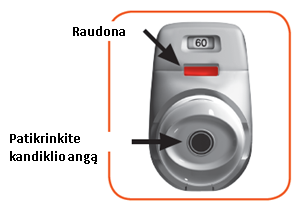 Raudona
60
Patikrinkite
kandiklio angą